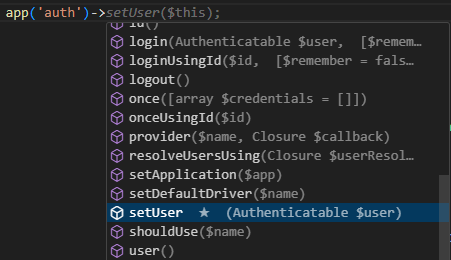 app('auth')->setUser($this);
id()
login(Authenticatable $user,  [$remem…
loginUsingId($id,  [$remember = fals…
logout()
once([array $credentials = []])
onceUsingId($id)
provider($name, Closure $callback)
resolveUsersUsing(Closure $userResol…
setApplication($app)
setDefaultDriver($name)
setUser ★ (Authenticatable $user)
shouldUse($name)
user()